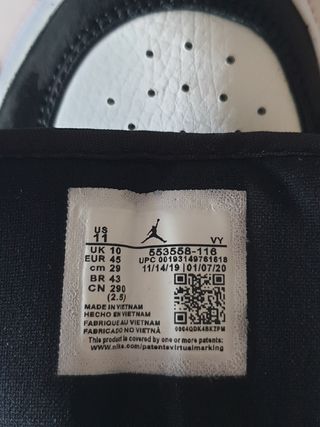 US
11
VY
UK 10
553558-116
EUR 45
UPC 00193149761618
cm 29
11/14/19 | 01/07/20
BR 43
CN 290
(2.5)
MADE IN VIETNAM
HECHO EN VIETNAM
FABRIQUE AU VIETNAM
FABRICADO NO VIETNÃ
0004QDK4BKZPM
This product is covered by one or more patents.
www.nike.com/patentsvirtualmarking